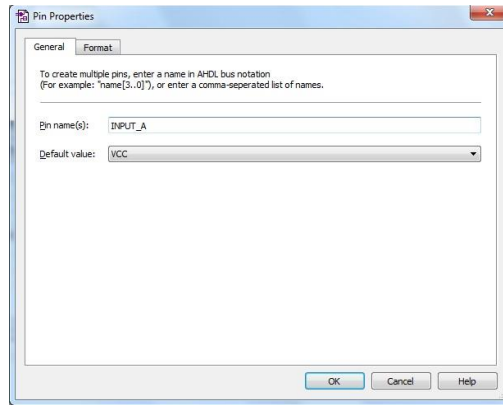 Pin Properties
General
Format
To create multiple pins, enter a name in AHDL bus notation
(For example: "name[3..0]"), or enter a comma-seperated list of names.
Pin name(s):
INPUT_A
Default value:
VCC
OK
Cancel
Help